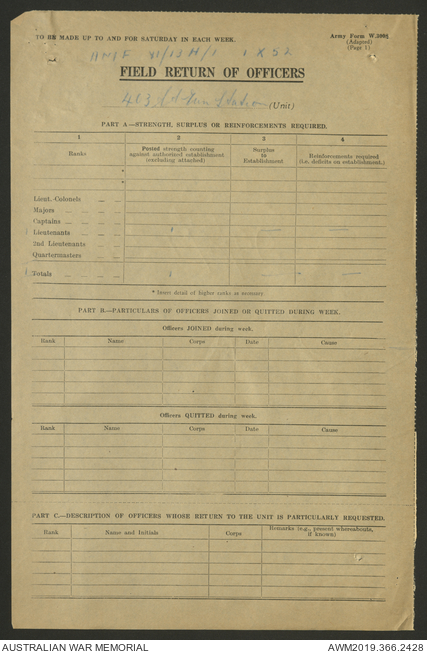 TO BE MADE UP TO AND FOR SATURDAY IN EACH WEEK.
Army Form W.3008
(Adapted)
(Page 1)
FIELD RETURN OF OFFICERS
(Unit)
PART A—STRENGTH, SURPLUS OR REINFORCEMENTS REQUIRED.
1 2 3 4
Ranks
Posted strength counting against authorized establishment (excluding attached)
Surplus to Establishment
Reinforcements required (i.e. deficits on establishment.)
*
*
Lieut.-Colonels
Majors
Captains
Lieutenants 1 — —
2nd Lieutenants
Quartermasters
Totals 1 — —
* Insert detail of higher ranks as necessary
PART B.—PARTICULARS OF OFFICERS JOINED OR QUITTED DURING WEEK.
Officers JOINED during week.
Rank Name Corps Date Cause
Officers QUITTED during week.
Rank Name Corps Date Cause
PART C.—DESCRIPTION OF OFFICERS WHOSE RETURN TO THE UNIT IS PARTICULARLY REQUESTED.
Rank Name and Initials Corps Remarks (e.g., present whereabouts, if known)
AUSTRALIAN WAR MEMORIAL
AWM2019.366.2428